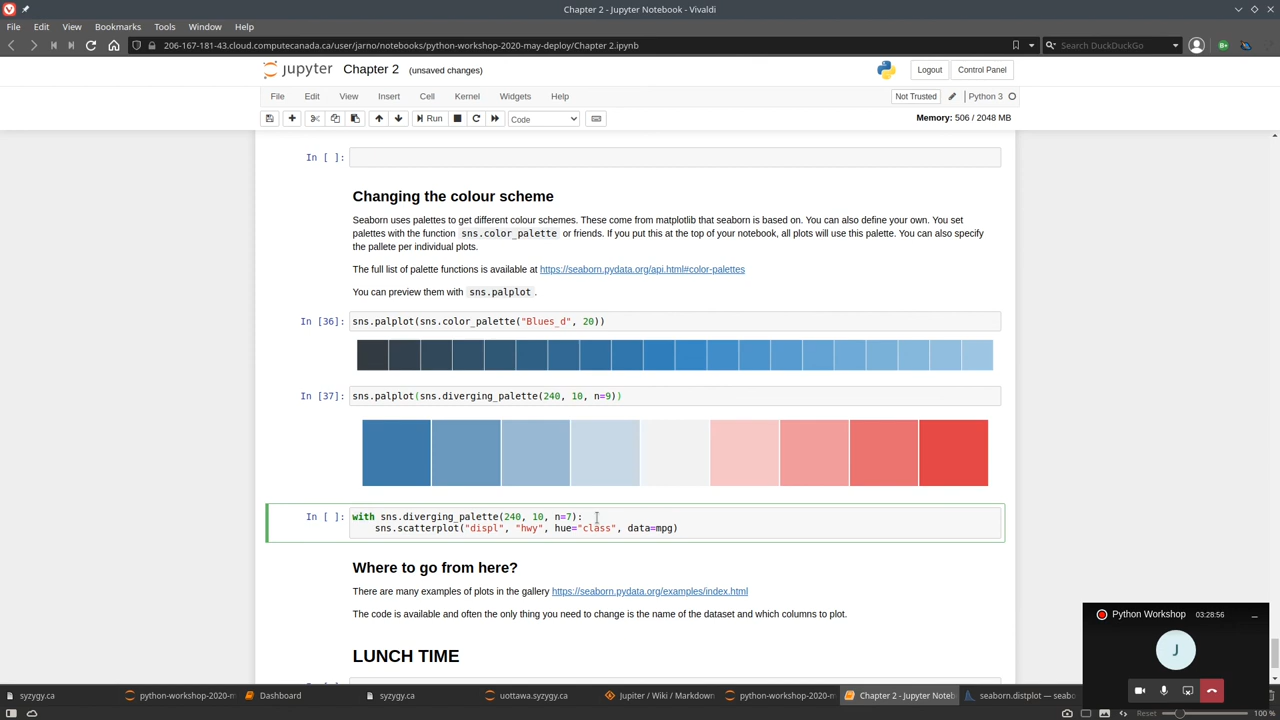 Chapter 2 - Jupyter Notebook - Vivaldi
File Edit View Bookmarks Tools Window Help
206-167-181-43.cloud.computecanada.ca/user/jarno/notebooks/python-workshop-2020-may-deploy/Chapter 2.ipynb
Search DuckDuckGo
jupyter Chapter 2 (unsaved changes)
Logout Control Panel
File Edit View Insert Cell Kernel Widgets Help
Not Trusted Python 3
Run Code Memory: 506 / 2048 MB
In [ ]:
Changing the colour scheme
Seaborn uses palettes to get different colour schemes. These come from matplotlib that seaborn is based on. You can also define your own. You set
palettes with the function sns.color_palette or friends. If you put this at the top of your notebook, all plots will use this palette. You can also specify
the pallete per individual plots.
The full list of palette functions is available at https://seaborn.pydata.org/api.html#color-palettes
You can preview them with sns.palplot.
In [36]: sns.palplot(sns.color_palette("Blues_d", 20))
In [37]: sns.palplot(sns.diverging_palette(240, 10, n=9))
In [ ]: with sns.diverging_palette(240, 10, n=7):
sns.scatterplot("displ", "hwy", hue="class", data=mpg)
Where to go from here?
There are many examples of plots in the gallery https://seaborn.pydata.org/examples/index.html
The code is available and often the only thing you need to change is the name of the dataset and which columns to plot.
LUNCH TIME
Python Workshop 03:28:56
J
syzygy.ca python-workshop-2020-m Dashboard syzygy.ca uottawa.syzygy.ca Jupiter / Wiki / Markdown python-workshop-2020-m Chapter 2 - Jupyter Noteb seaborn.distplot — seabo
Reset 100 %